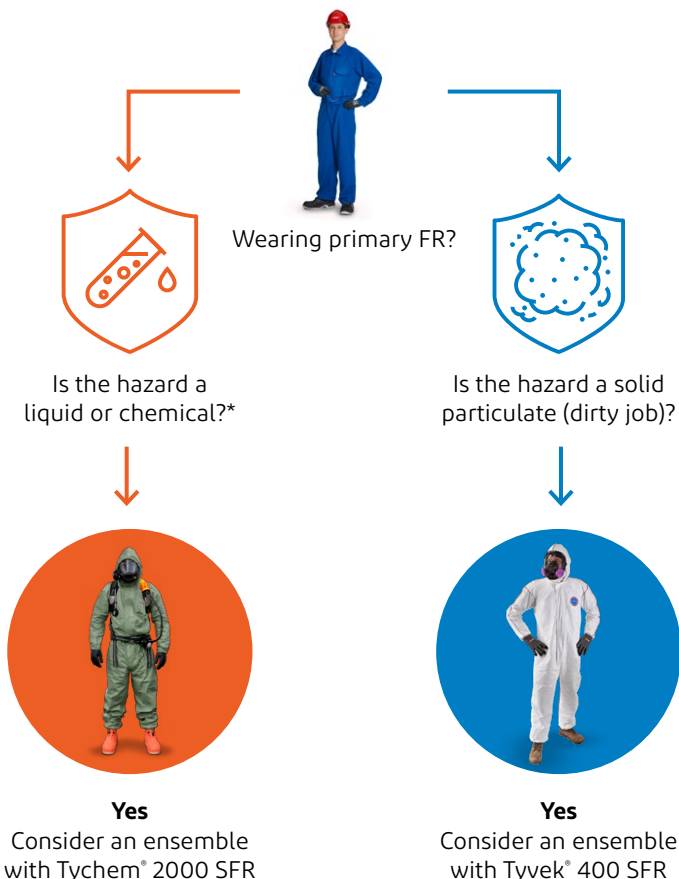 Wearing primary FR?
Is the hazard a
liquid or chemical?*
Is the hazard a solid
particulate (dirty job)?
Yes
Consider an ensemble
with Tychem® 2000 SFR
Yes
Consider an ensemble
with Tyvek® 400 SFR